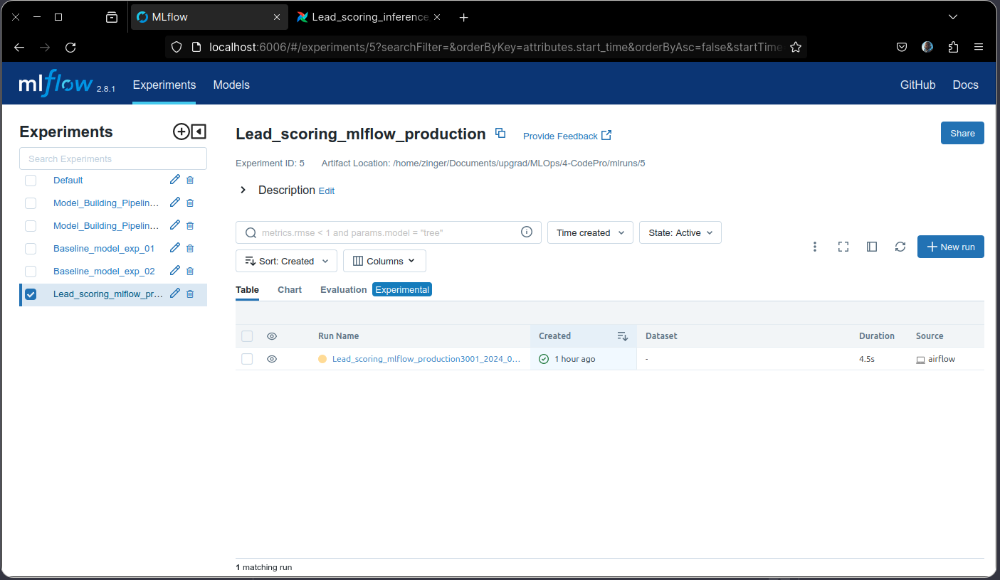 MLflow
Lead_scoring_inference
localhost:6006/#/experiments/5?searchFilter=&orderByKey=attributes.start_time&orderByAsc=false&startTime
mlflow 2.8.1 Experiments Models GitHub Docs
Experiments
Search Experiments
Default
Model_Building_Pipelin...
Model_Building_Pipelin...
Baseline_model_exp_01
Baseline_model_exp_02
Lead_scoring_mlflow_pr...
Lead_scoring_mlflow_production Provide Feedback Share
Experiment ID: 5 Artifact Location: /home/zinger/Documents/upgrad/MLOps/4-CodePro/mlruns/5
Description Edit
metrics.rmse < 1 and params.model = "tree" Time created State: Active
Sort: Created Columns
New run
Table Chart Evaluation Experimental
Run Name Created Dataset Duration Source
Lead_scoring_mlflow_production3001_2024_0... 1 hour ago - 4.5s airflow
1 matching run